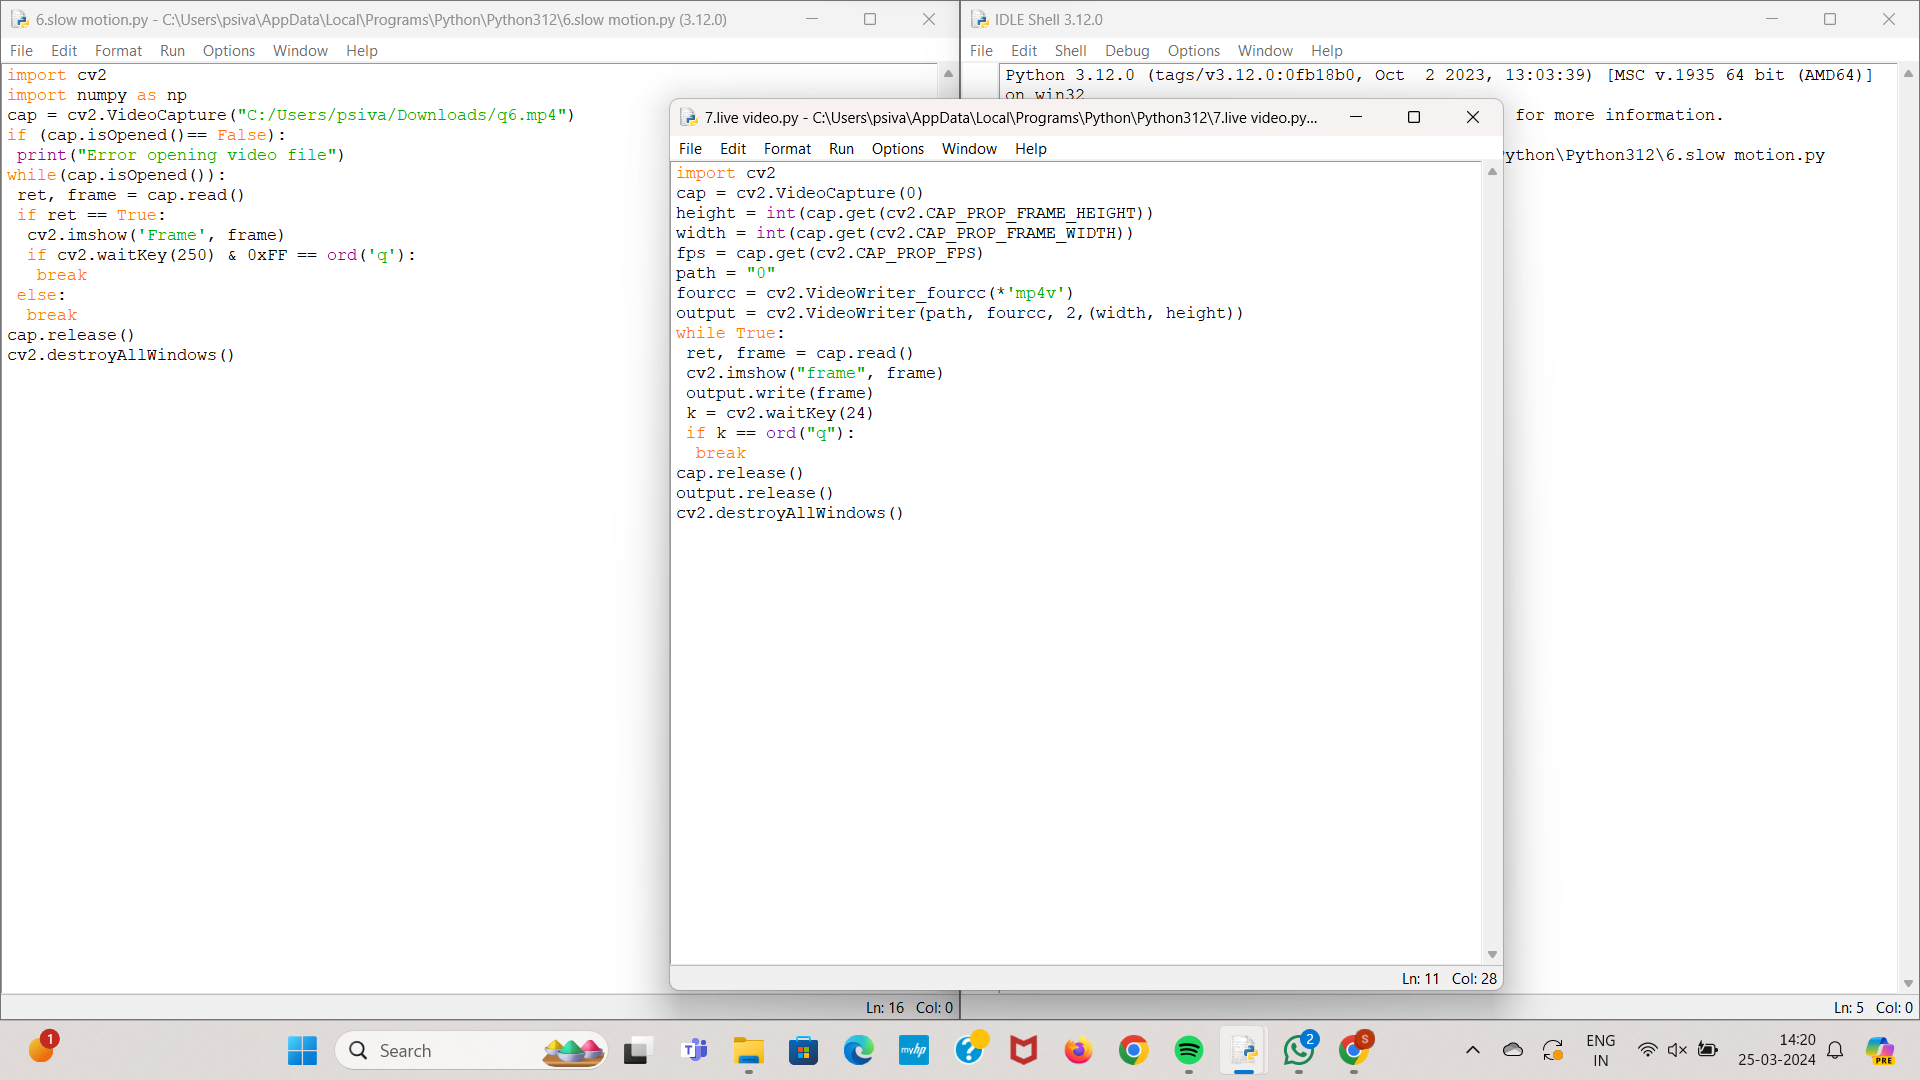 6.slow motion.py - C:\Users\psiva\AppData\Local\Programs\Python\Python312\6.slow motion.py (3.12.0)
File Edit Format Run Options Window Help
import cv2
import numpy as np
cap = cv2.VideoCapture("C:/Users/psiva/Downloads/q6.mp4")
if (cap.isOpened()== False):
 print("Error opening video file")
while(cap.isOpened()):
 ret, frame = cap.read()
 if ret == True:
  cv2.imshow('Frame', frame)
  if cv2.waitKey(250) & 0xFF == ord('q'):
   break
 else:
  break
cap.release()
cv2.destroyAllWindows()
Ln: 16 Col: 0
IDLE Shell 3.12.0
File Edit Shell Debug Options Window Help
Python 3.12.0 (tags/v3.12.0:0fb18b0, Oct  2 2023, 13:03:39) [MSC v.1935 64 bit (AMD64)]
on win32
for more information.
ython\Python312\6.slow motion.py
Ln: 5 Col: 0
7.live video.py - C:\Users\psiva\AppData\Local\Programs\Python\Python312\7.live video.py...
File Edit Format Run Options Window Help
import cv2
cap = cv2.VideoCapture(0)
height = int(cap.get(cv2.CAP_PROP_FRAME_HEIGHT))
width = int(cap.get(cv2.CAP_PROP_FRAME_WIDTH))
fps = cap.get(cv2.CAP_PROP_FPS)
path = "0"
fourcc = cv2.VideoWriter_fourcc(*'mp4v')
output = cv2.VideoWriter(path, fourcc, 2,(width, height))
while True:
 ret, frame = cap.read()
 cv2.imshow("frame", frame)
 output.write(frame)
 k = cv2.waitKey(24)
 if k == ord("q"):
  break
cap.release()
output.release()
cv2.destroyAllWindows()
Ln: 11 Col: 28
1
Search
myhp
2
S
ENG
IN
14:20
25-03-2024
PRE